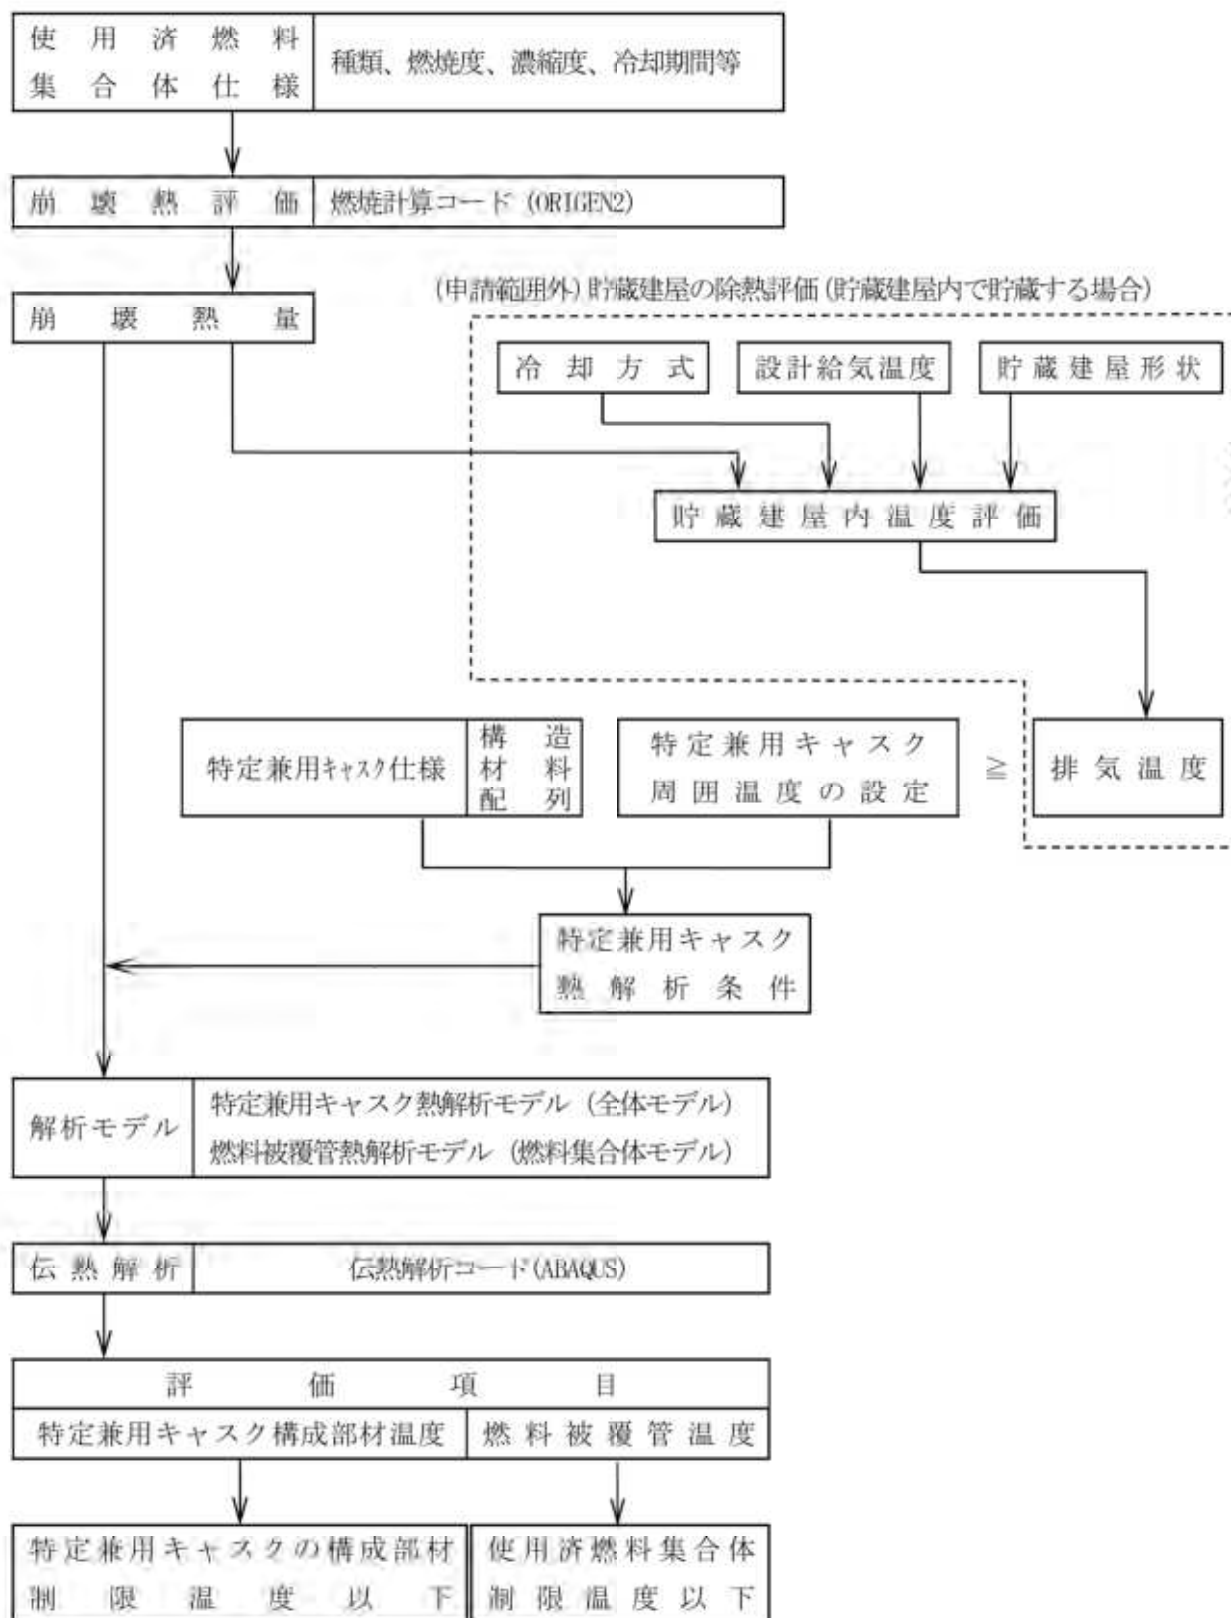 使用済燃料
集合体仕様
種類、燃焼度、濃縮度、冷却期間等
崩壊熱評価
燃焼計算コード (ORIGEN2)
崩壊熱量
(申請範囲外) 貯蔵建屋の除熱評価 (貯蔵建屋内で貯蔵する場合)
冷却方式
設計給気温度
貯蔵建屋形状
貯蔵建屋内温度評価
特定兼用キャスク仕様
構造
材料
配列
特定兼用キャスク
周囲温度の設定
≧
排気温度
特定兼用キャスク
熱解析条件
解析モデル
特定兼用キャスク熱解析モデル (全体モデル)
燃料被覆管熱解析モデル (燃料集合体モデル)
伝熱解析
伝熱解析コード(ABAQUS)
評価項目
特定兼用キャスク構成部材温度
燃料被覆管温度
特定兼用キャスクの構成部材
制限温度以下
使用済燃料集合体
制限温度以下